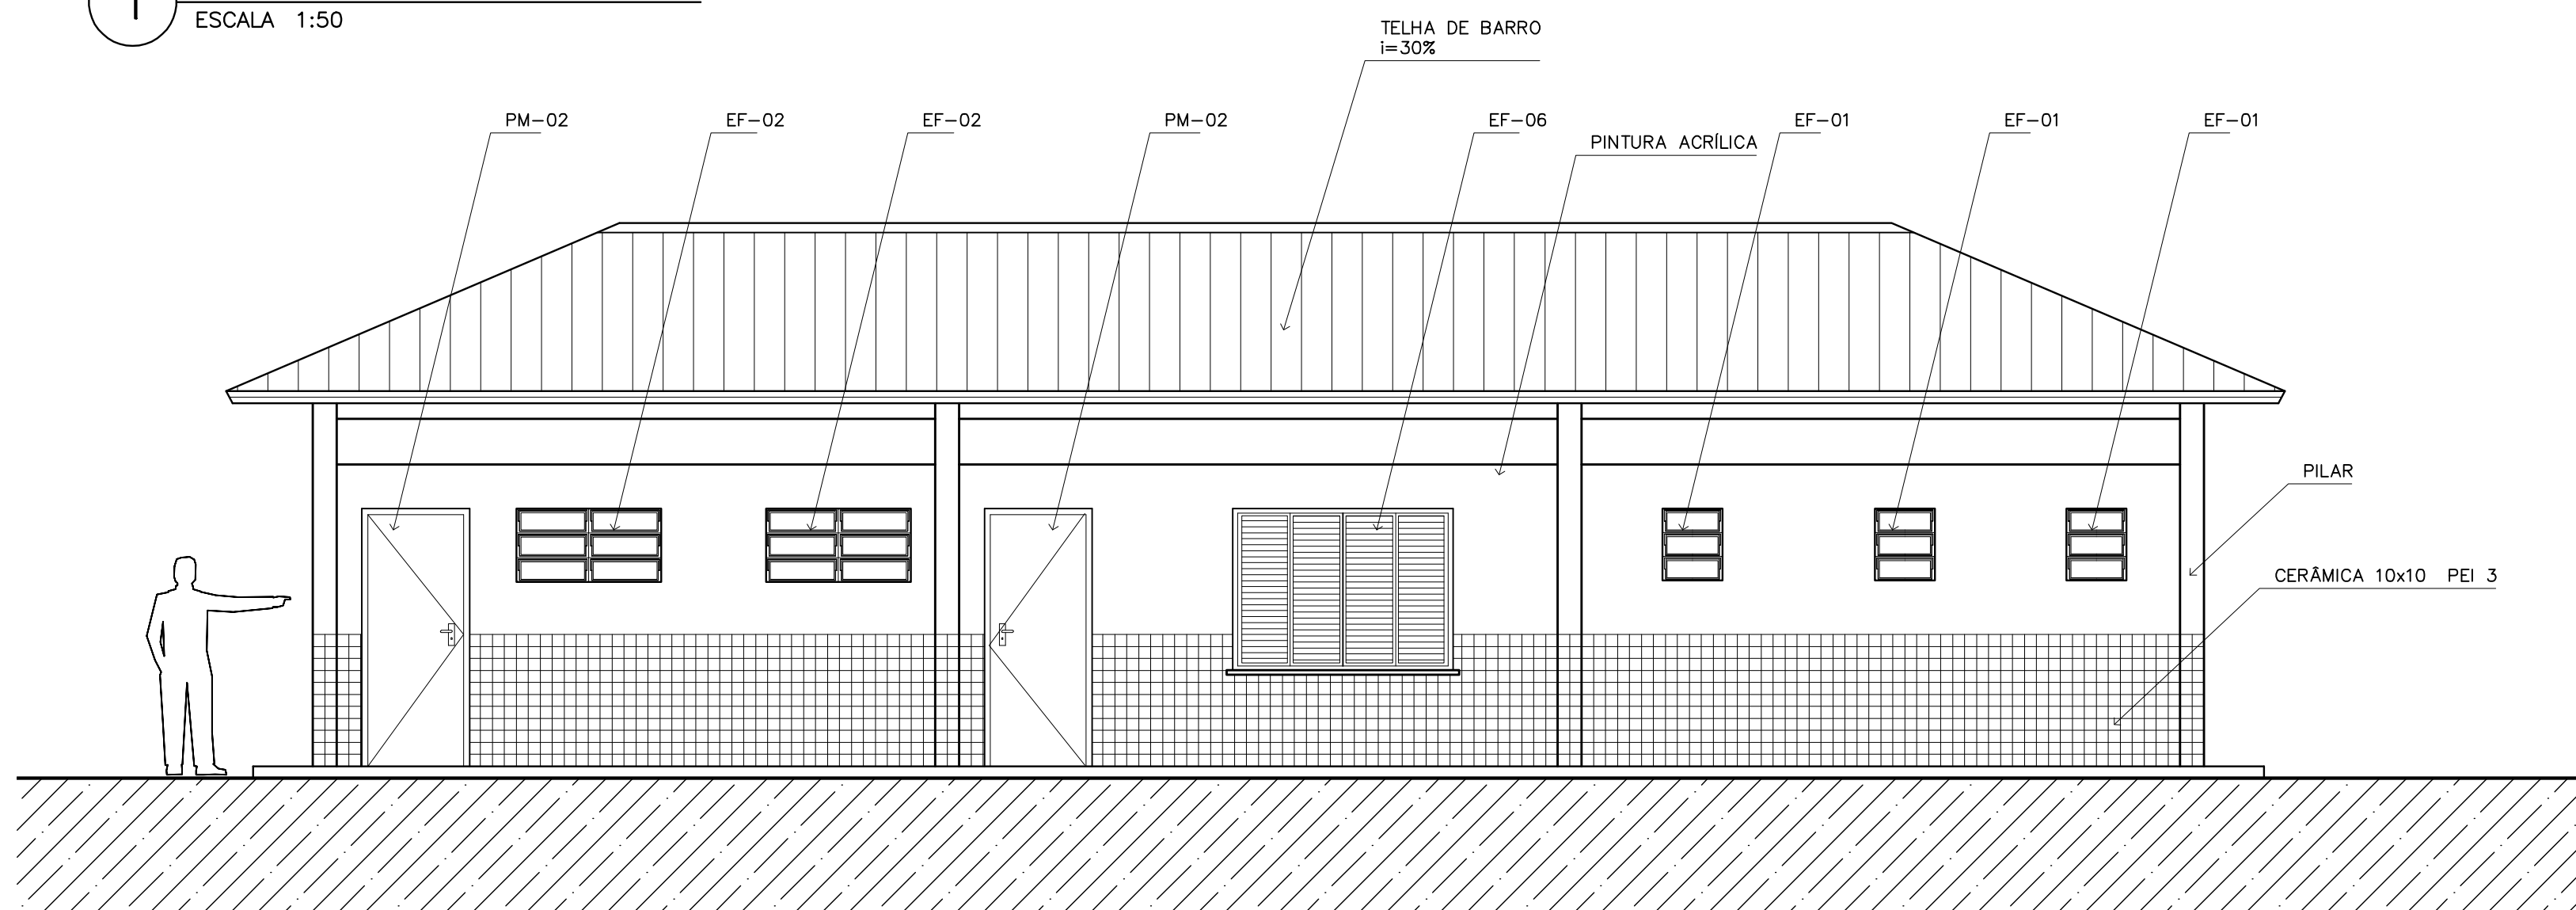 1
ESCALA 1:50
TELHA DE BARRO
i=30%
PM-02
EF-02
EF-02
PM-02
EF-06
PINTURA ACRÍLICA
EF-01
EF-01
EF-01
PILAR
CERÂMICA 10x10 PEI 3